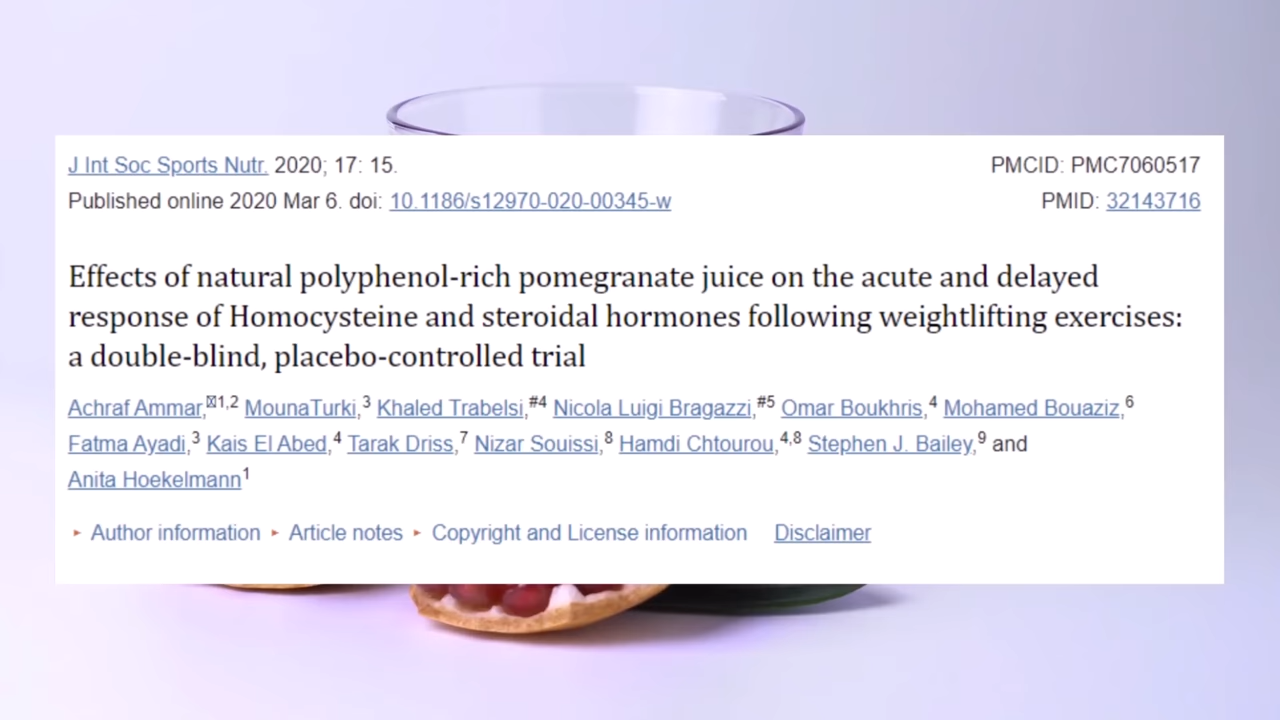 J Int Soc Sports Nutr. 2020; 17: 15.
PMCID: PMC7060517
Published online 2020 Mar 6. doi: 10.1186/s12970-020-00345-w
PMID: 32143716
Effects of natural polyphenol-rich pomegranate juice on the acute and delayed
response of Homocysteine and steroidal hormones following weightlifting exercises:
a double-blind, placebo-controlled trial
Achraf Ammar,1,2 MounaTurki,3 Khaled Trabelsi,#4 Nicola Luigi Bragazzi,#5 Omar Boukhris,4 Mohamed Bouaziz,6
Fatma Ayadi,3 Kais El Abed,4 Tarak Driss,7 Nizar Souissi,8 Hamdi Chtourou,4,8 Stephen J. Bailey,9 and
Anita Hoekelmann1
▸ Author information ▸ Article notes ▸ Copyright and License information Disclaimer